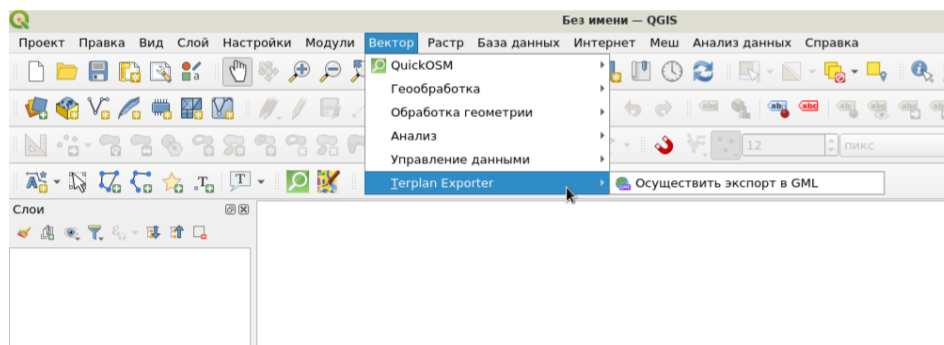 Без имени — QGIS
Проект Правка Вид Слой Настройки Модули Вектор Растр База данных Интернет Меш Анализ данных Справка
QuickOSM
Геообработка
Обработка геометрии
Анализ
12 пикс
Управление данными
Terplan Exporter
Осуществить экспорт в GML
Слои